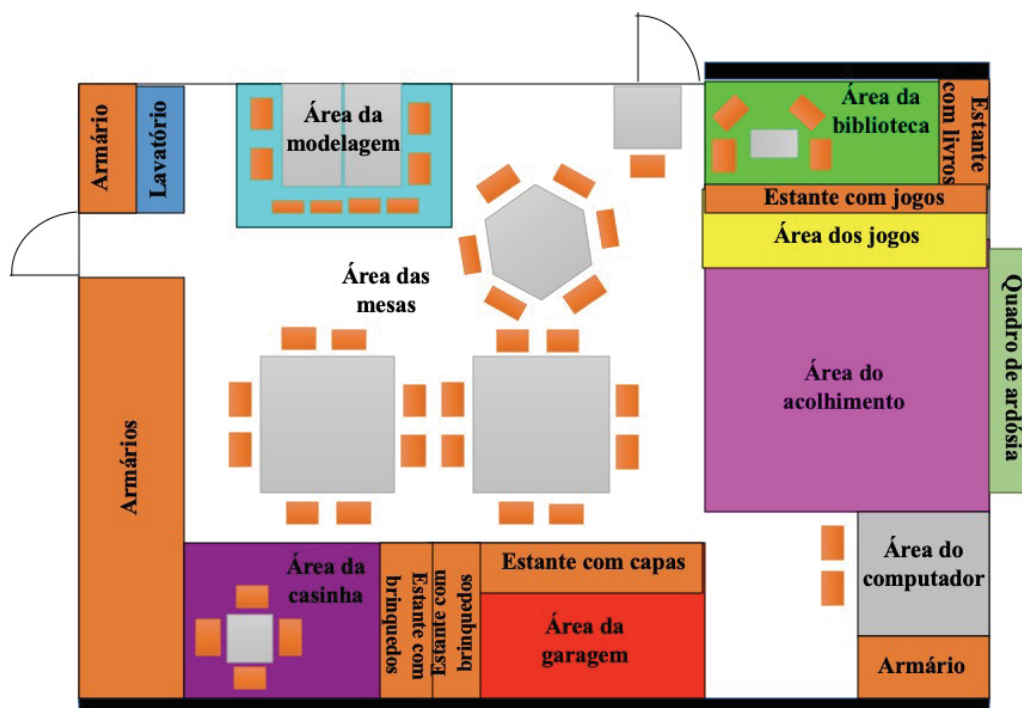 Armário
Lavatório
Área da
modelagem
Área da
biblioteca
Estante
com livros
Estante com jogos
Área dos jogos
Área das
mesas
Quadro de ardósia
Área do
acolhimento
Armários
Área da
casinha
Estante com
brinquedos
Estante com
brinquedos
Estante com capas
Área da
garagem
Área do
computador
Armário